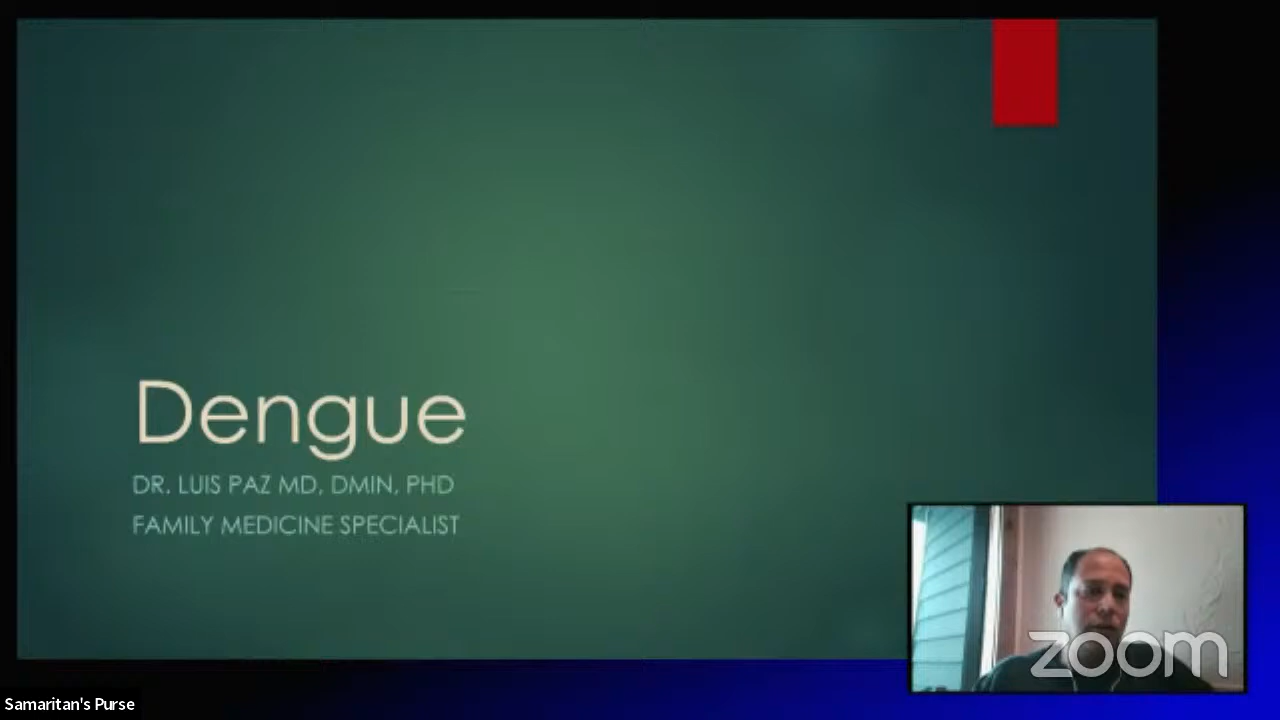 Dengue
DR. LUIS PAZ MD, DMIN, PHD
FAMILY MEDICINE SPECIALIST
zoom
Samaritan's Purse